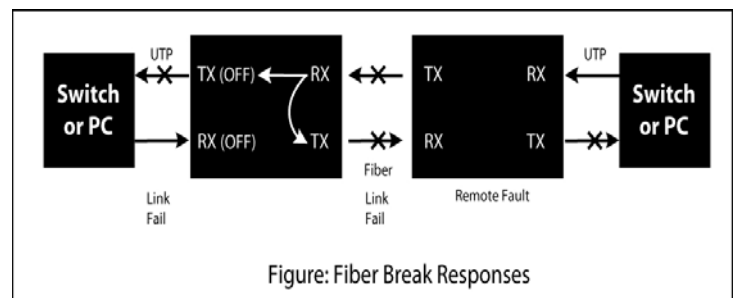 UTP
Switch
or PC
TX (OFF)
RX
RX (OFF)
TX
Link
Fail
Fiber
Link
Fail
TX
RX
RX
TX
Remote Fault
UTP
Switch
or PC
Figure: Fiber Break Responses